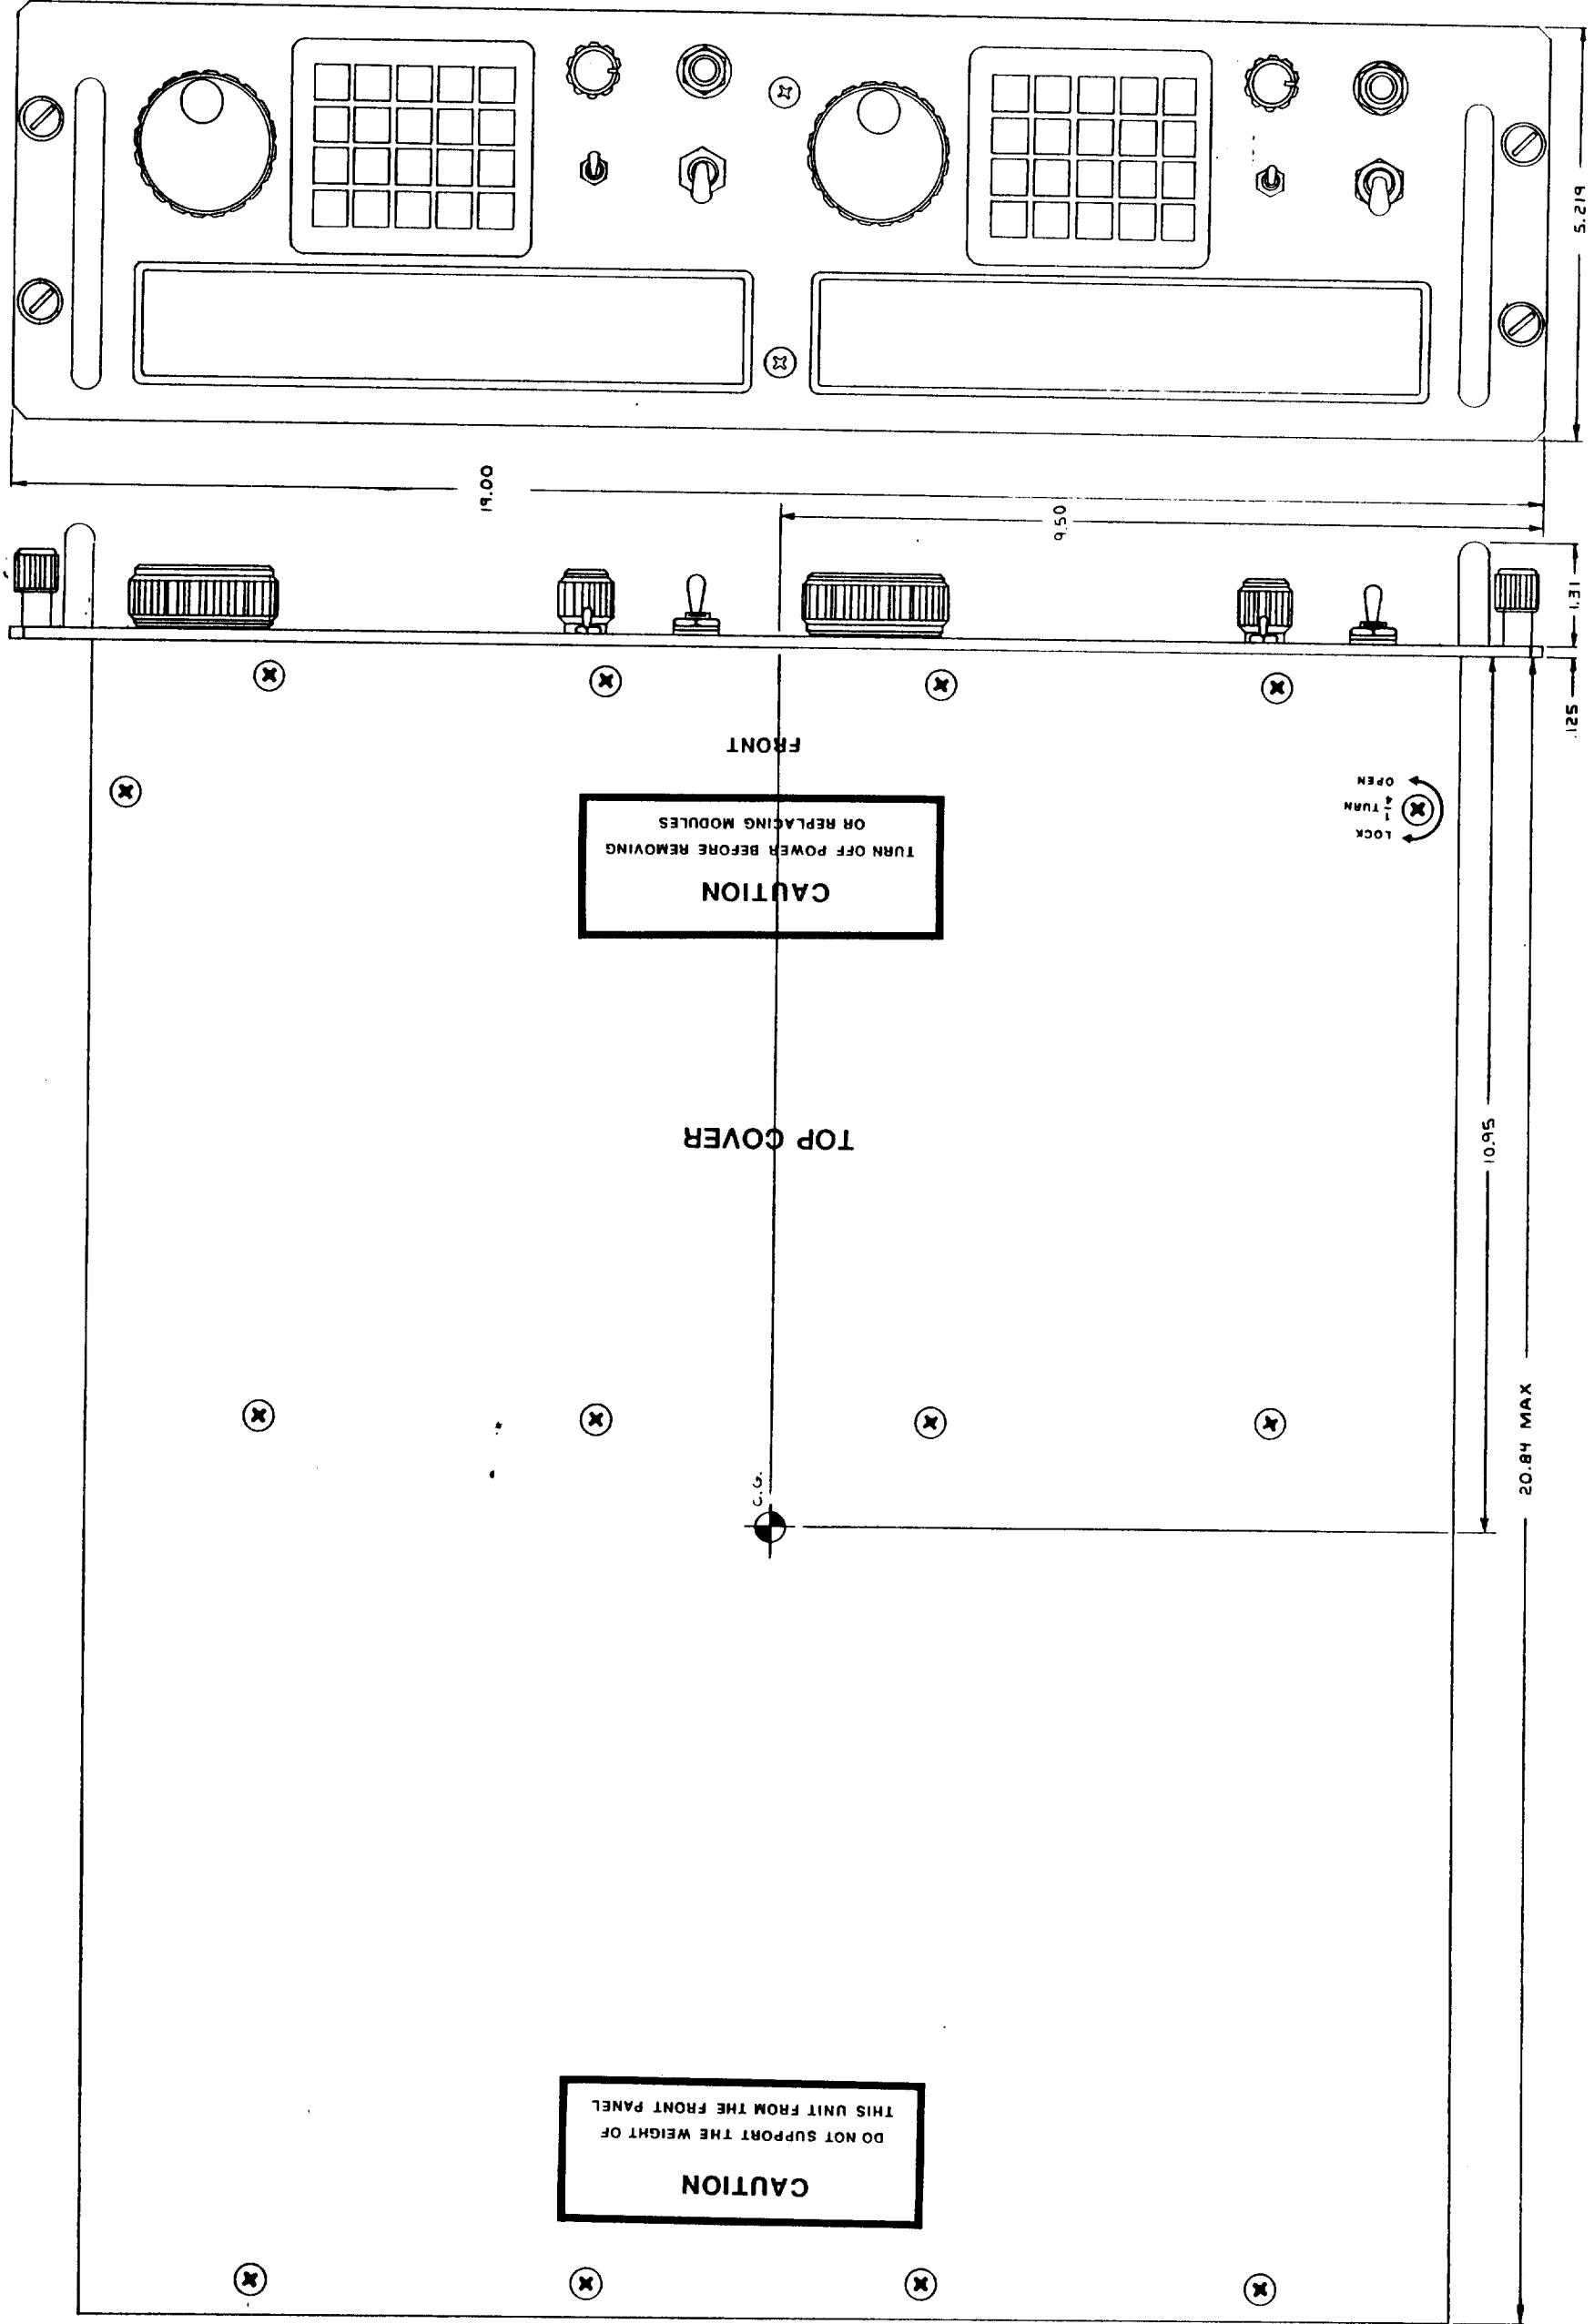 5.219
19.00
9.50
1.31
.125
FRONT
CAUTION
TURN OFF POWER BEFORE REMOVING
OR REPLACING MODULES
LOCK
1/4 TURN
OPEN
TOP COVER
10.95
20.84 MAX
C.G.
CAUTION
DO NOT SUPPORT THE WEIGHT OF
THIS UNIT FROM THE FRONT PANEL